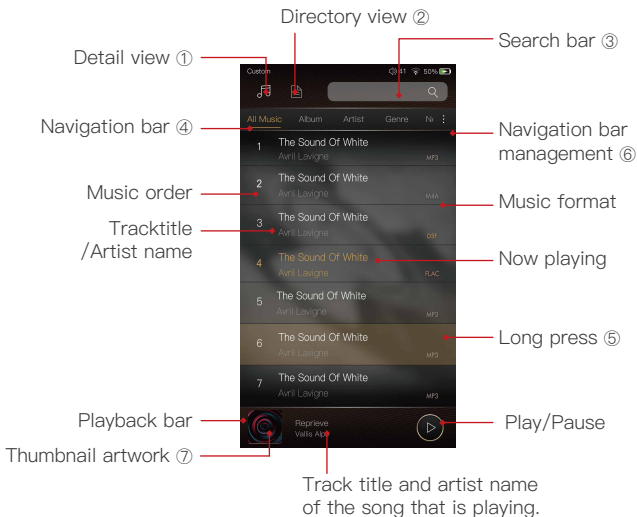 Directory view ②
Detail view ①
Search bar ③
Custom 41 50%
Navigation bar ④
All Music Album Artist Genre
Navigation bar
management ⑥
1 The Sound Of White
Avril Lavigne MP3
2 The Sound Of White
Avril Lavigne M4A
Music order
Music format
3 The Sound Of White
Avril Lavigne DSF
Tracktitle
/Artist name
4 The Sound Of White
Avril Lavigne FLAC
Now playing
5 The Sound Of White
Avril Lavigne MP3
6 The Sound Of White
Avril Lavigne MP3
Long press ⑤
7 The Sound Of White
Avril Lavigne MP3
Playback bar
Reprieve
Vallis Alp
Play/Pause
Thumbnail artwork ⑦
Track title and artist name
of the song that is playing.